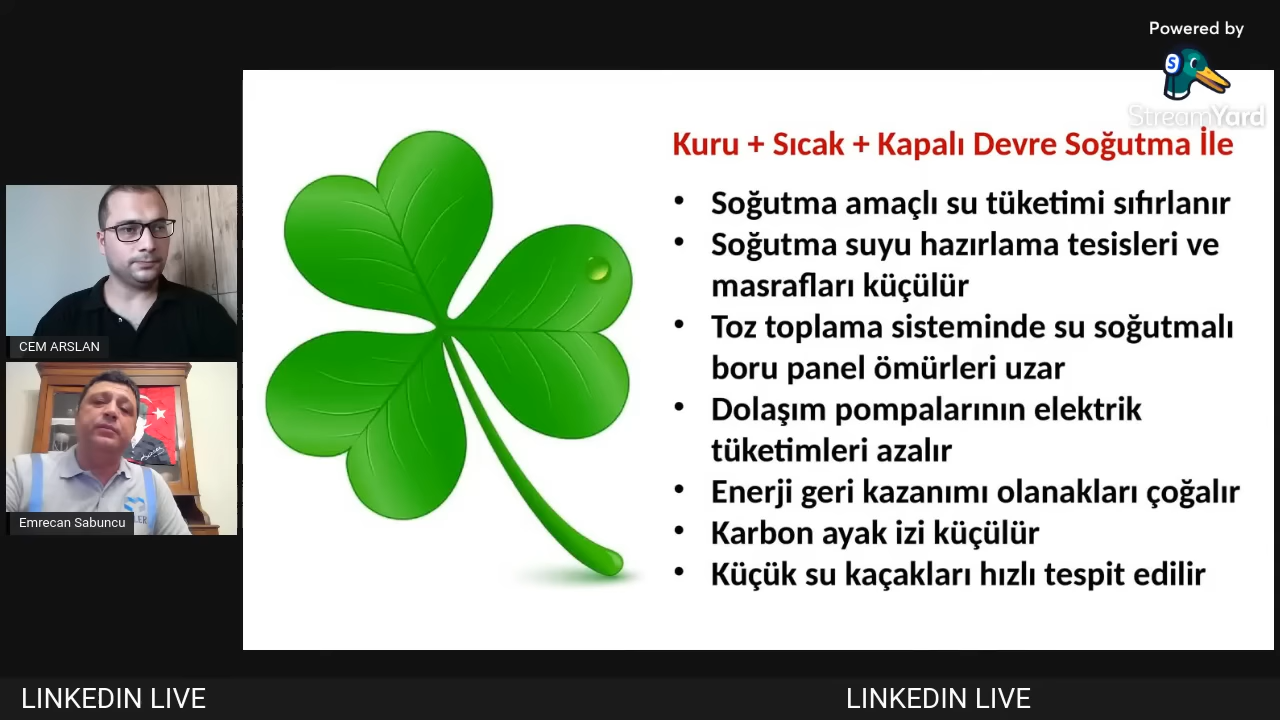 Powered by
StreamYard
Kuru + Sıcak + Kapalı Devre Soğutma İle
• Soğutma amaçlı su tüketimi sıfırlanır
• Soğutma suyu hazırlama tesisleri ve
masrafları küçülür
• Toz toplama sisteminde su soğutmalı
boru panel ömürleri uzar
• Dolaşım pompalarının elektrik
tüketimleri azalır
• Enerji geri kazanımı olanakları çoğalır
• Karbon ayak izi küçülür
• Küçük su kaçakları hızlı tespit edilir
CEM ARSLAN
Emrecan Sabuncu
LINKEDIN LIVE
LINKEDIN LIVE